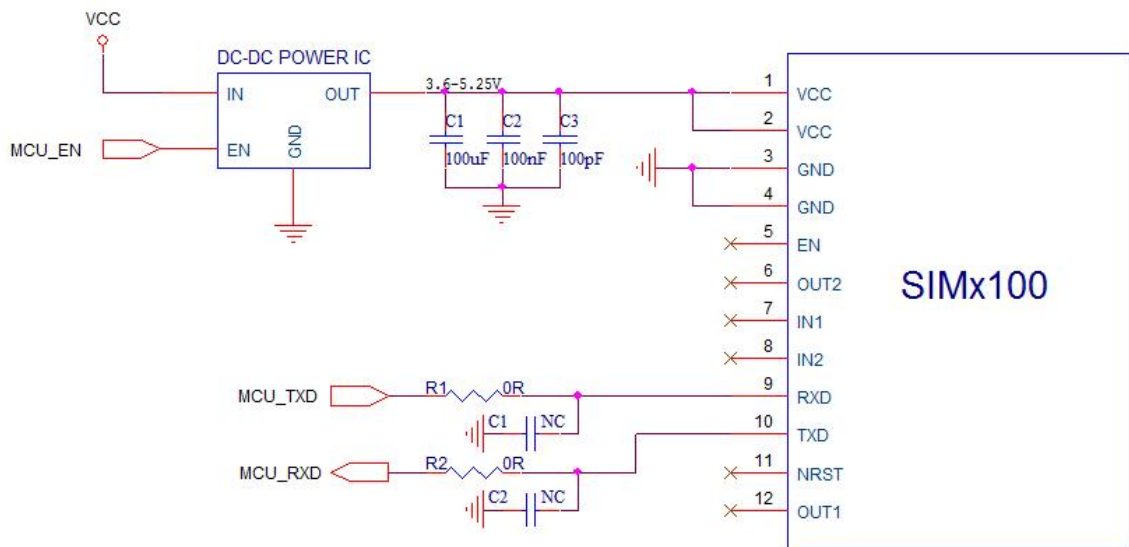 VCC
DC-DC POWER IC
IN
OUT
EN
GND
MCU_EN
3.6-5.25V
C1
100uF
C2
100nF
C3
100pF
1
VCC
2
VCC
3
GND
4
GND
5
EN
6
OUT2
7
IN1
8
IN2
9
RXD
10
TXD
11
NRST
12
OUT1
SIMx100
MCU_TXD
R1
0R
C1
NC
MCU_RXD
R2
0R
C2
NC